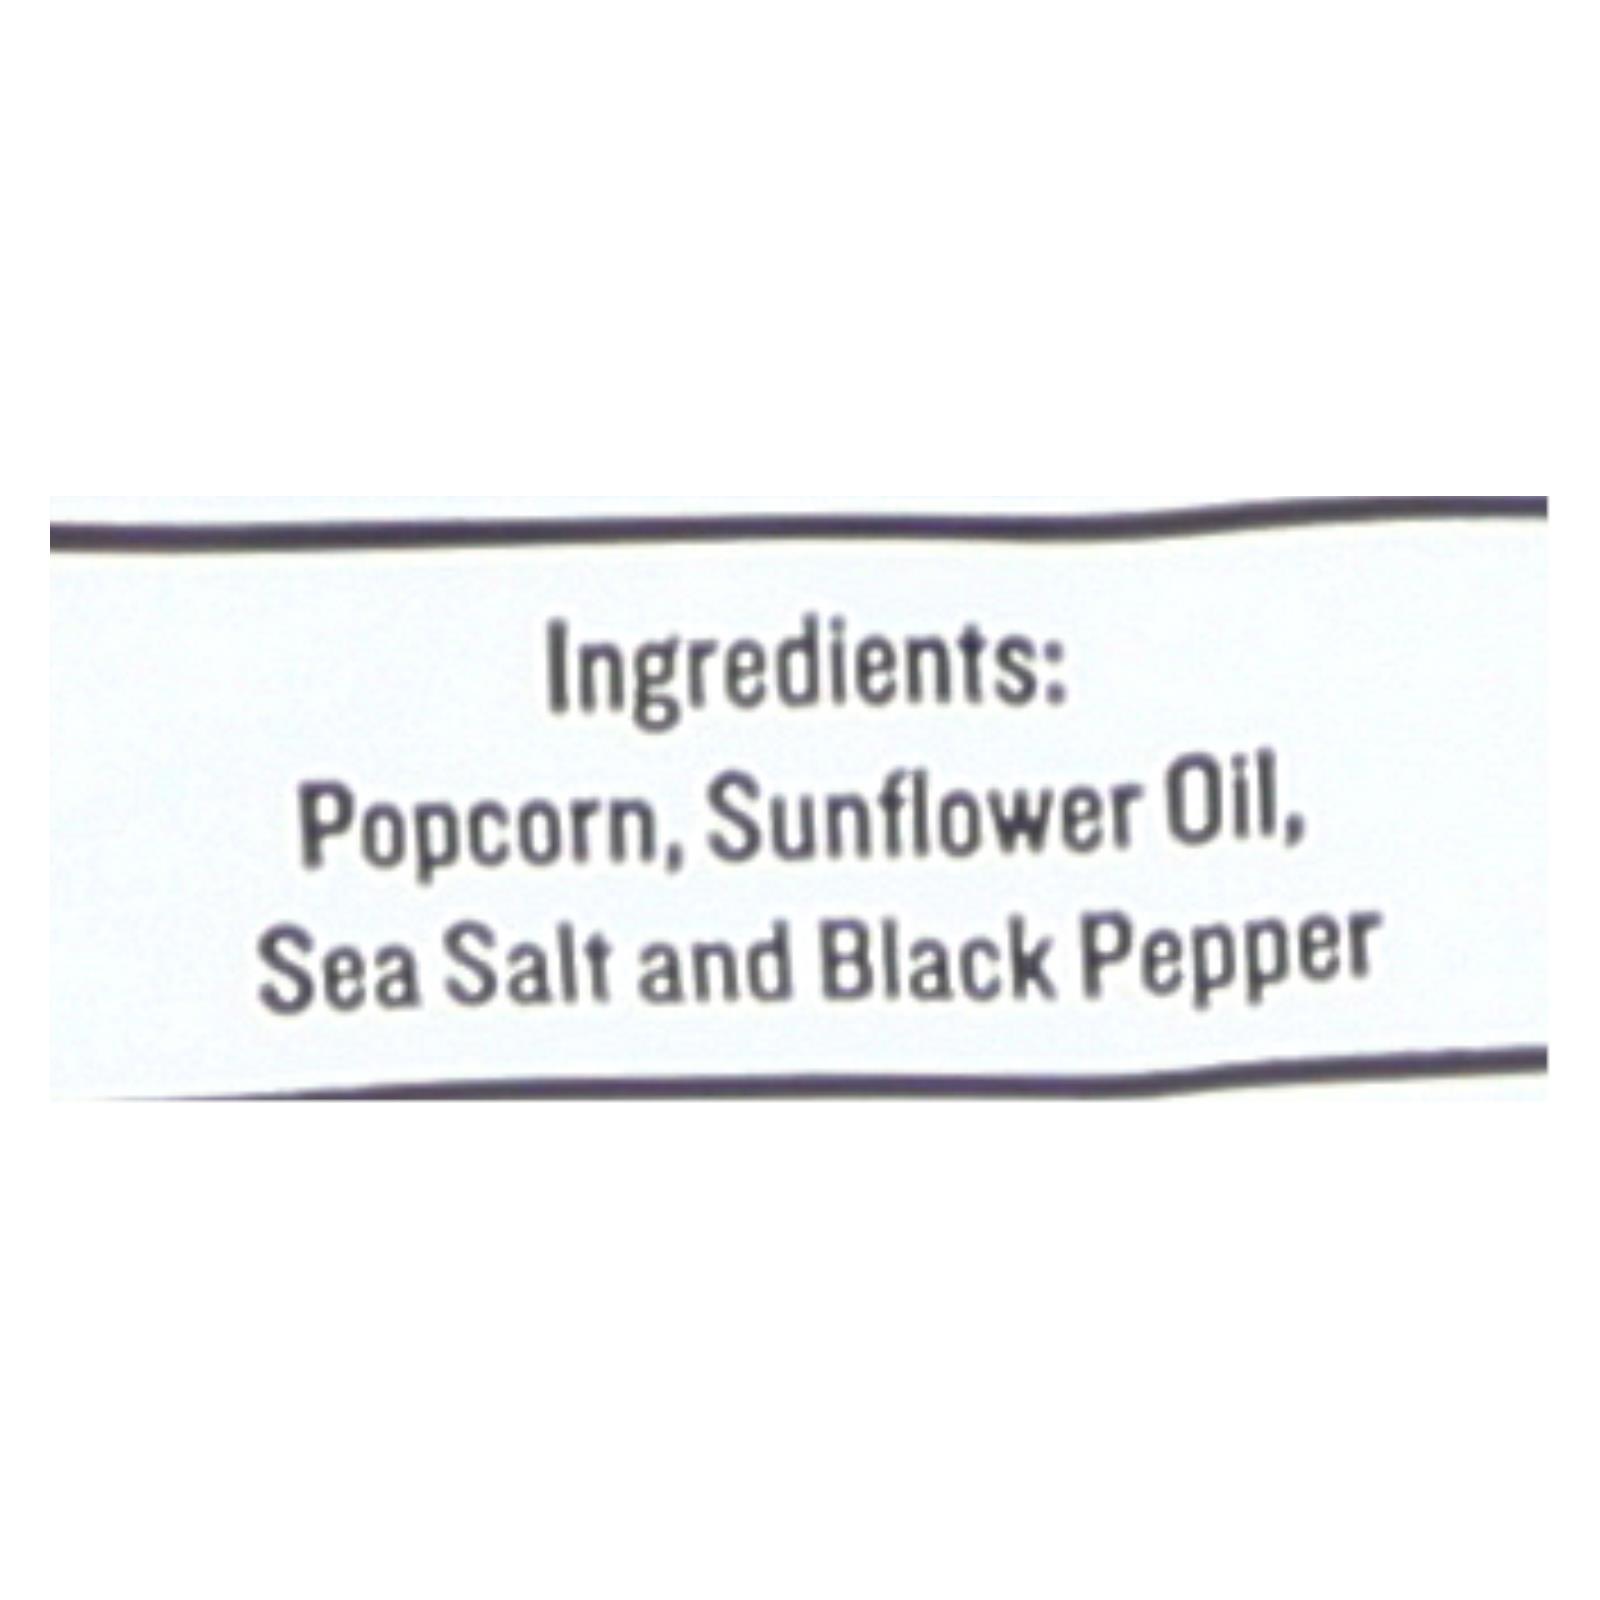 Ingredients:
Popcorn, Sunflower Oil,
Sea Salt and Black Pepper